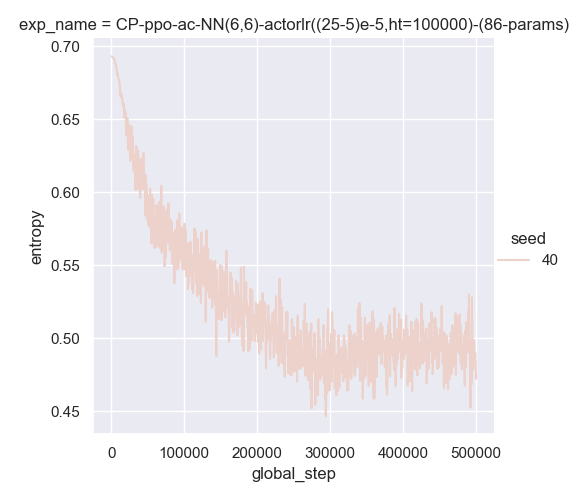 exp_name = CP-ppo-ac-NN(6,6)-actorlr((25-5)e-5,ht=100000)-(86-params)
0.70
0.65
0.60
0.55
0.50
0.45
entropy
0 100000 200000 300000 400000 500000
global_step
seed
40